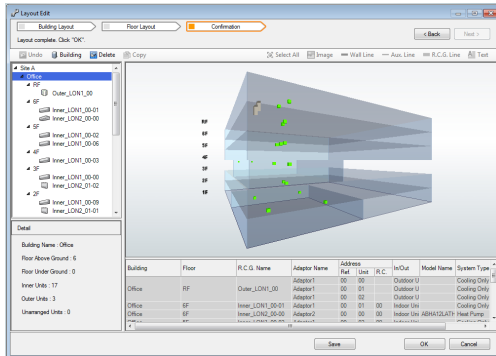 Layout Edit
Building Layout
Floor Layout
Confirmation
< Back
Next >
Layout complete. Click "OK".
Undo
Building
Delete
Copy
Select All
Image
Wall Line
Aux. Line
R.C.G. Line
Text
Site A
Office
RF
Outer_LON1_00
6F
Inner_LON1_00-01
Inner_LON2_00-00
5F
Inner_LON1_00-02
Inner_LON1_00-06
4F
Inner_LON1_00-03
3F
Inner_LON1_00-00
Inner_LON2_01-02
2F
Inner_LON1_00-09
Inner_LON2_01-01
RF
6F
5F
4F
3F
2F
1F
Detail
Building Name : Office
Floor Above Ground : 6
Floor Under Ground : 0
Inner Units : 17
Outer Units : 3
Unarranged Units : 0
Building Floor R.C.G. Name Adaptor Name Address In/Out Model Name System Type
Ref. Unit R.C.
Adaptor1 00 00 Outdoor U Cooling Only
Office RF Outer_LON1_00 Adaptor1 00 01 Outdoor U Cooling Only
Adaptor1 00 02 Outdoor U Cooling Only
Office 6F Inner_LON1_00-01 Adaptor1 00 01 00 Indoor Uni Cooling Only
Office 6F Inner_LON2_00-00 Adaptor2 00 00 00 Indoor Uni ABHA12LATH Heat Pump
Save
OK
Cancel